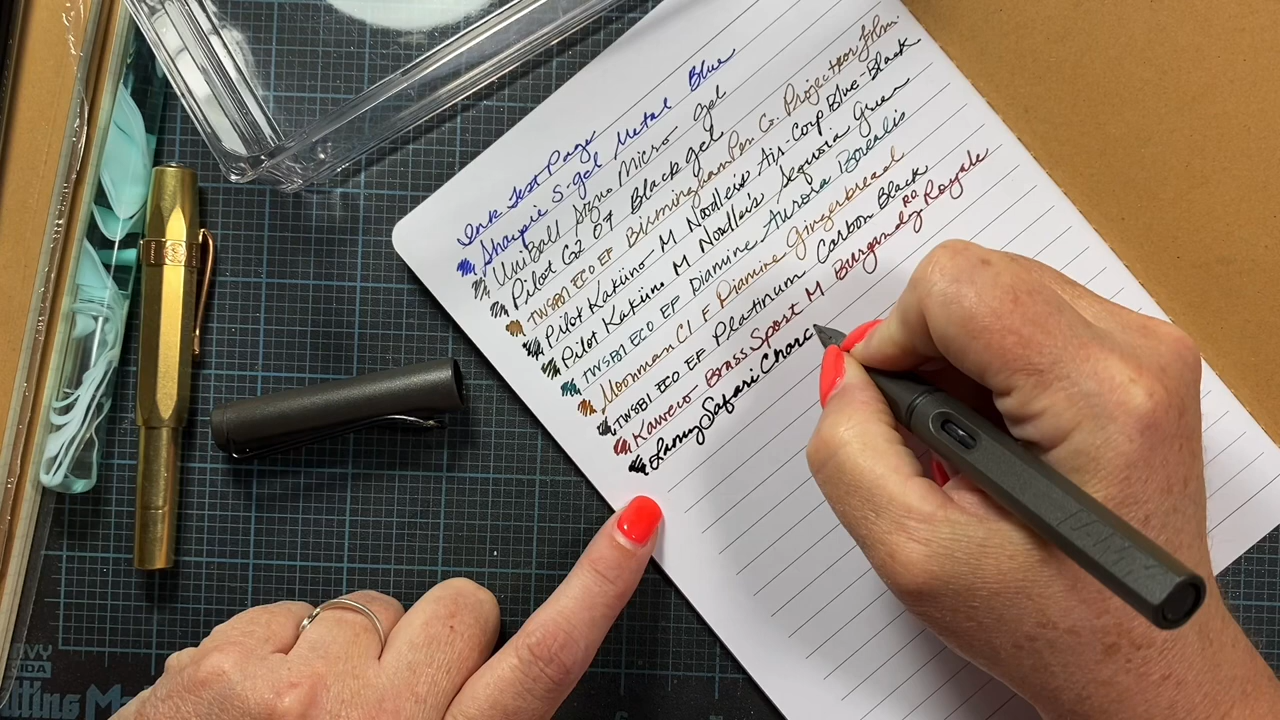 Ink Test Page
Sharpie S-gel Metal Blue
UniBall Signo Micro gel
Pilot G2 07 Black gel
TWSBI ECO EF Birmingham Pen Co. Projector Film
Pilot Kakuno M Noodler's Air-Corp Blue-Black
Pilot Kakuno M Noodler's Sequoia Green
TWSBI ECO EF Diamine Aurora Borealis
Moonman C1 F Diamine Gingerbread
TWSBI ECO EF Platinum Carbon Black
Kaweco Brass Sport M Burgandy Royale
Lamy Safari Charc
LAMY